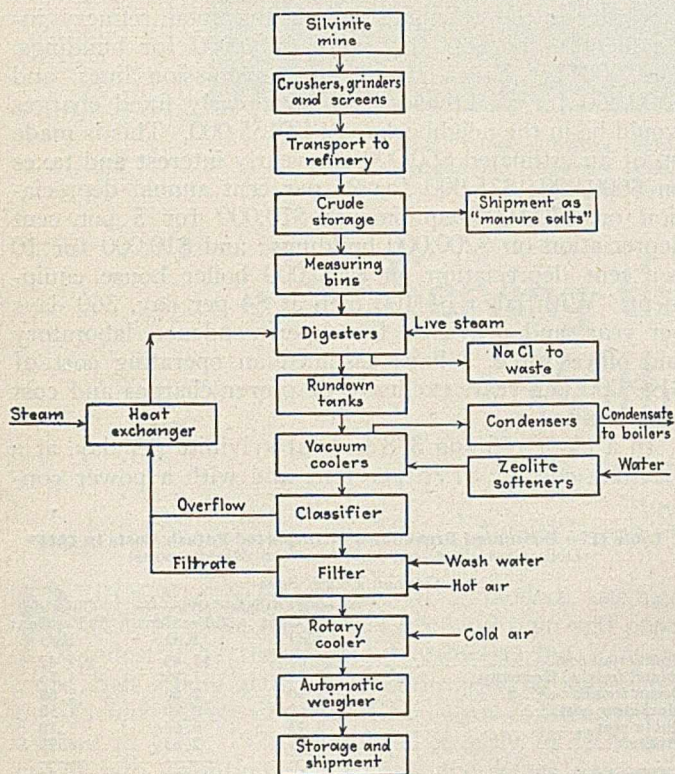 Silvinite
mine
Crushers, grinders
and screens
Transport to
refinery
Crude
storage
Shipment as
"manure salts"
Measuring
bins
Digesters
Live steam
NaCl to
waste
Rundown
tanks
Steam
Heat
exchanger
Condensers
Condensate
to boilers
Vacuum
coolers
Zeolite
softeners
Water
Overflow
Classifier
Filtrate
Filter
Wash water
Hot air
Rotary
cooler
Cold air
Automatic
weigher
Storage and
shipment